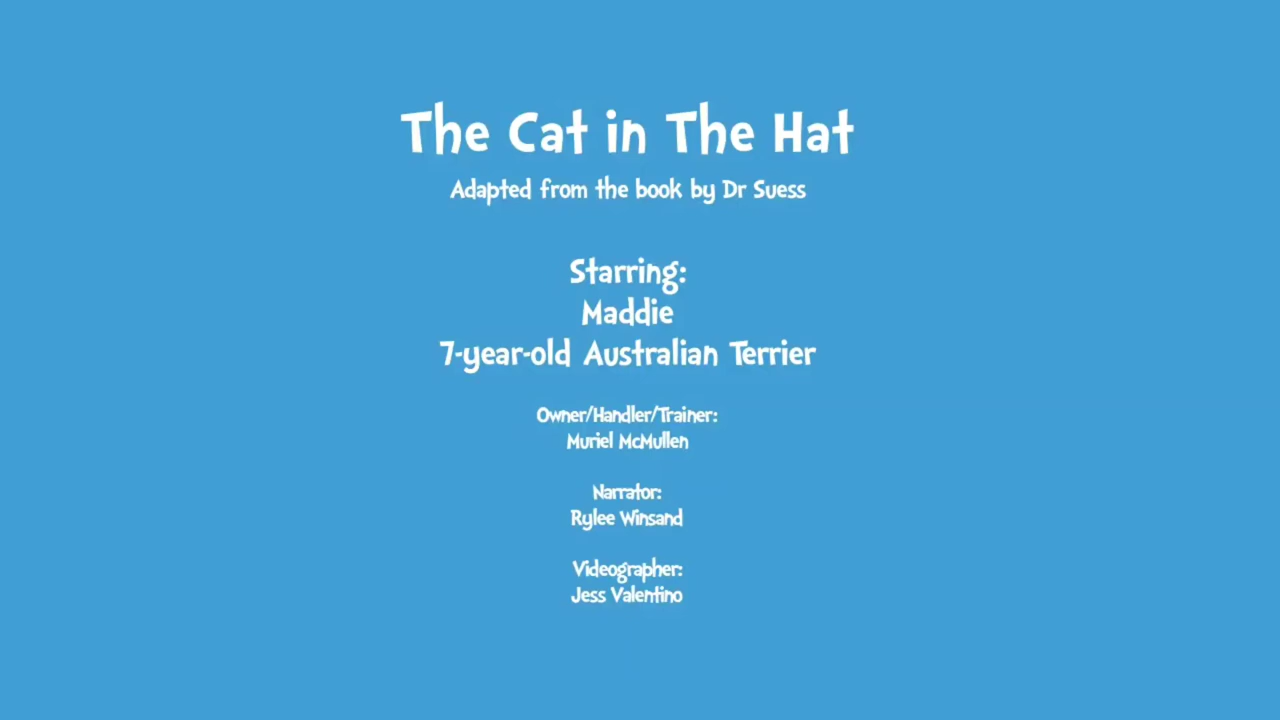 The Cat in The Hat
Adapted from the book by Dr Suess
Starring:
Maddie
7-year-old Australian Terrier
Owner/Handler/Trainer:
Muriel McMullen
Narrator:
Rylee Winsand
Videographer:
Jess Valentino